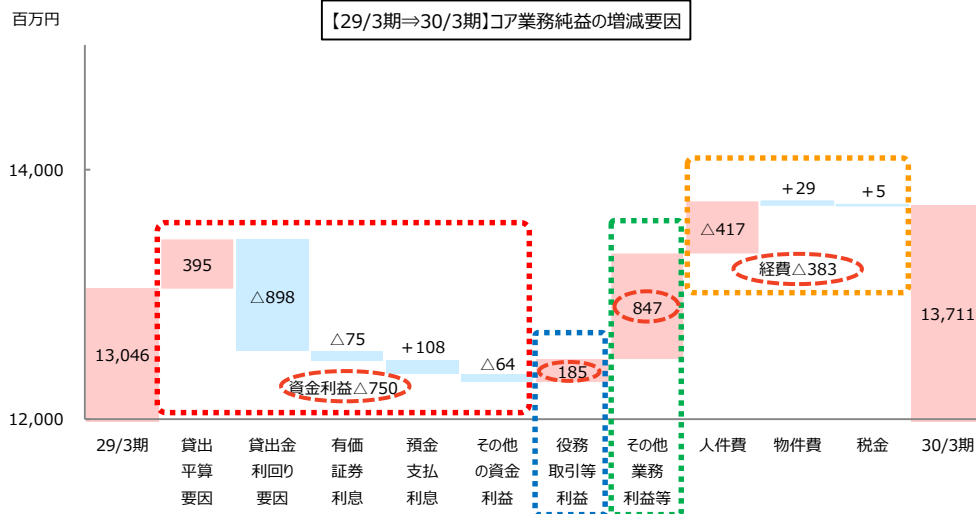 百万円
【29/3期⇒30/3期】コア業務純益の増減要因
14,000
12,000
13,046
395
△898
△75
+108
△64
資金利益△750
185
847
△417
+29
+5
経費△383
13,711
29/3期
貸出
平算
要因
貸出金
利回り
要因
有価
証券
利息
預金
支払
利息
その他
の資金
利益
役務
取引等
利益
その他
業務
利益等
人件費
物件費
税金
30/3期